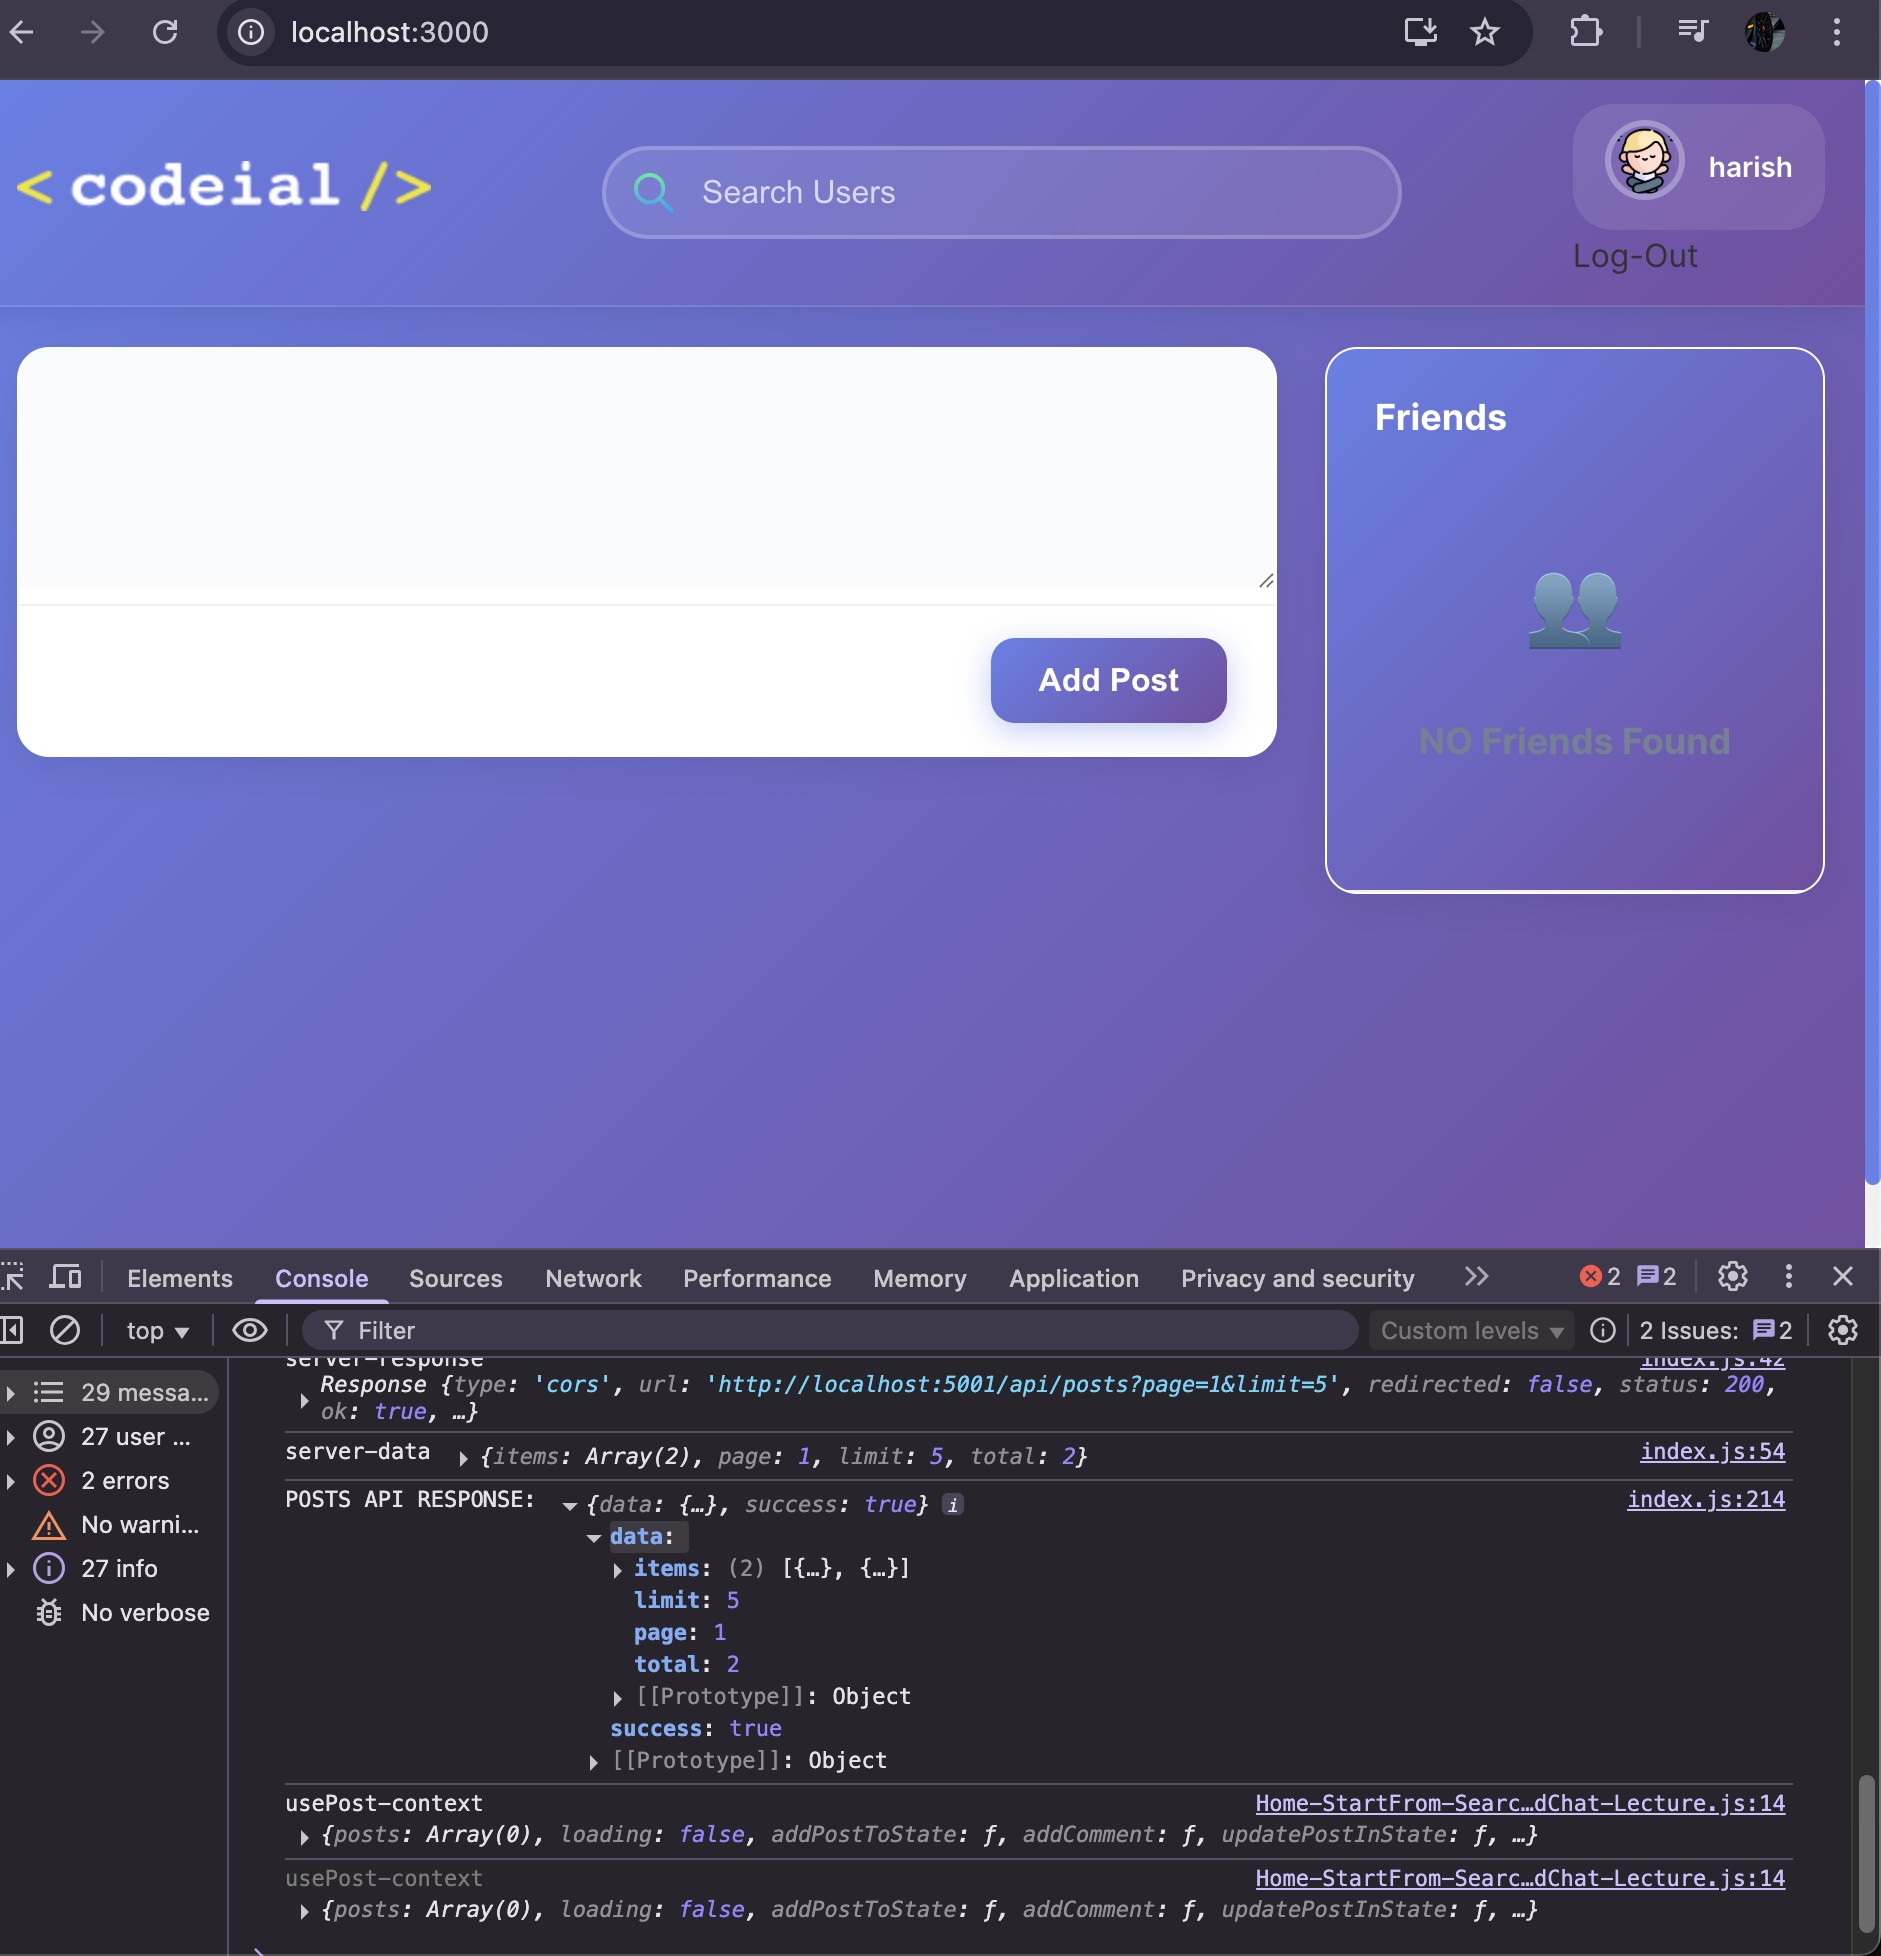 localhost:3000
< codeial />
Search Users
harish
Log-Out
Friends
Add Post
NO Friends Found
Elements Console Sources Network Performance Memory Application Privacy and security 2 2
top Filter Custom levels 2 Issues: 2
29 messa...
27 user ...
2 errors
No warni...
27 info
No verbose
server-response index.js:42
Response {type: 'cors', url: 'http://localhost:5001/api/posts?page=1&limit=5', redirected: false, status: 200,
ok: true, …}
server-data {items: Array(2), page: 1, limit: 5, total: 2} index.js:54
POSTS API RESPONSE: {data: {…}, success: true} i index.js:214
data:
items: (2) [{…}, {…}]
limit: 5
page: 1
total: 2
[[Prototype]]: Object
success: true
[[Prototype]]: Object
usePost-context Home-StartFrom-Searc…dChat-Lecture.js:14
{posts: Array(0), loading: false, addPostToState: ƒ, addComment: ƒ, updatePostInState: ƒ, …}
usePost-context Home-StartFrom-Searc…dChat-Lecture.js:14
{posts: Array(0), loading: false, addPostToState: ƒ, addComment: ƒ, updatePostInState: ƒ, …}